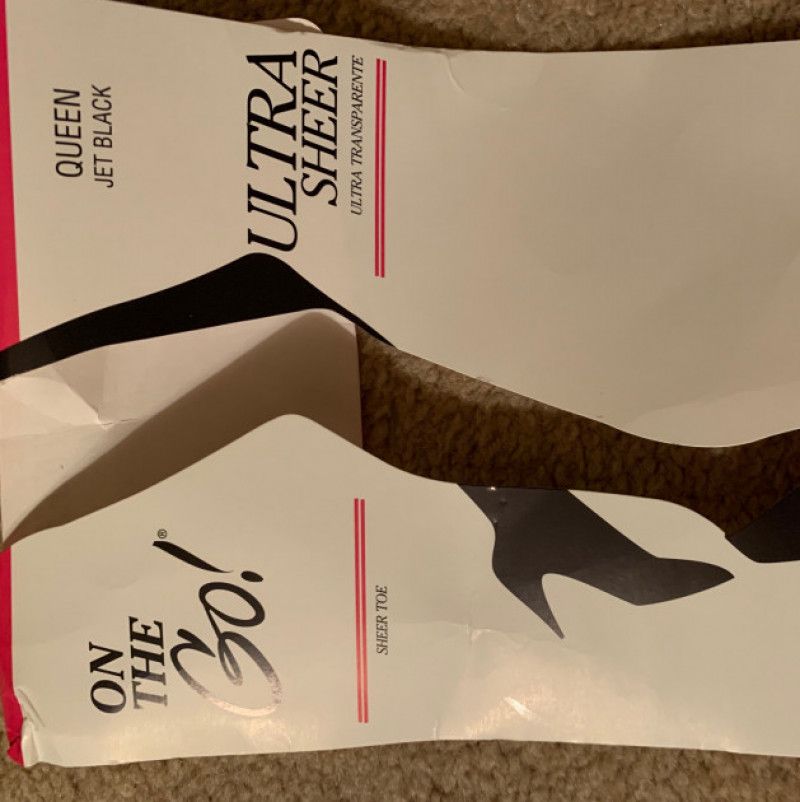 ON
THE
Go!®
SHEER TOE
QUEEN
JET BLACK
ULTRA
SHEER
ULTRA TRANSPARENTE